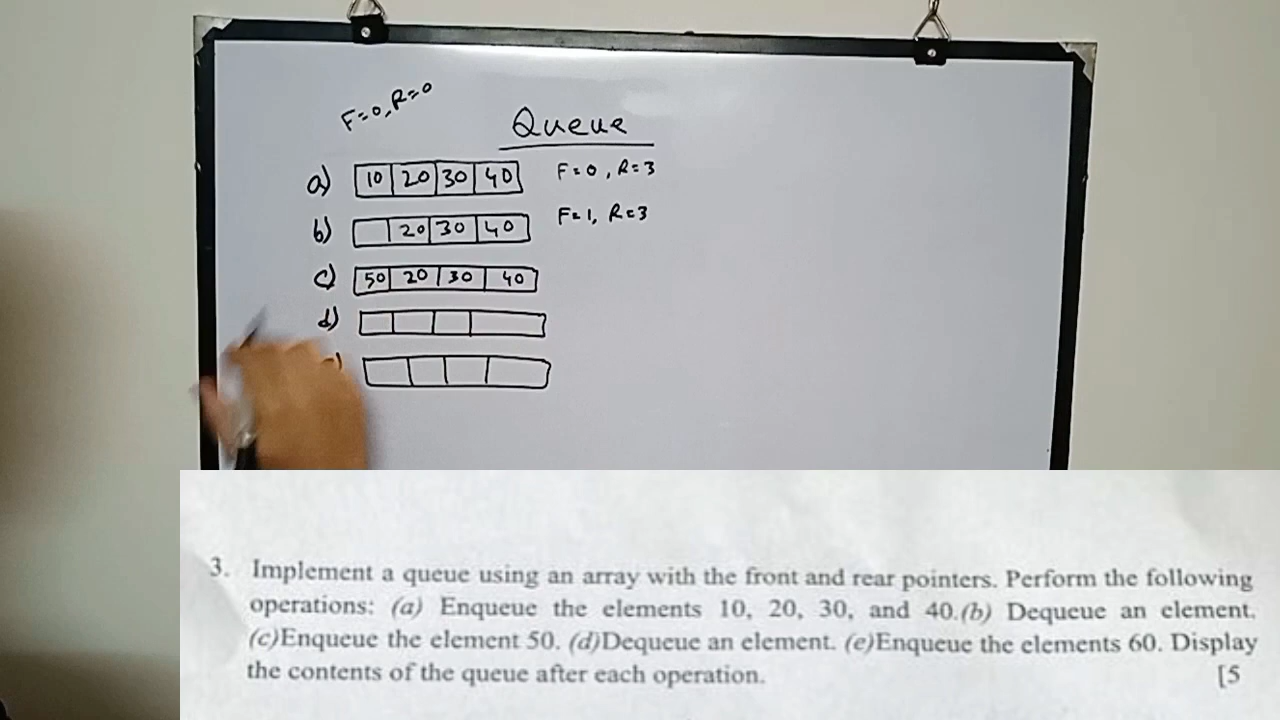 F=0, R=0
Queue
a) 10 20 30 40 F=0, R=3
b) 20 30 40 F=1, R=3
c) 50 20 30 40
d)
3. Implement a queue using an array with the front and rear pointers. Perform the following
operations: (a) Enqueue the elements 10, 20, 30, and 40.(b) Dequeue an element.
(c)Enqueue the element 50. (d)Dequeue an element. (e)Enqueue the elements 60. Display
the contents of the queue after each operation. [5